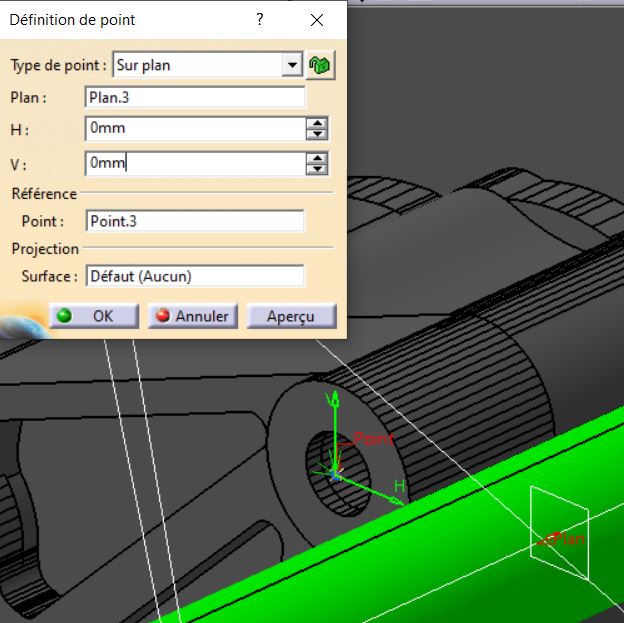 Définition de point ?
Type de point : Sur plan
Plan : Plan.3
H : 0mm
V : 0mm
Référence
Point : Point.3
Projection
Surface : Défaut (Aucun)
OK Annuler Aperçu
V
Point
H
Plan